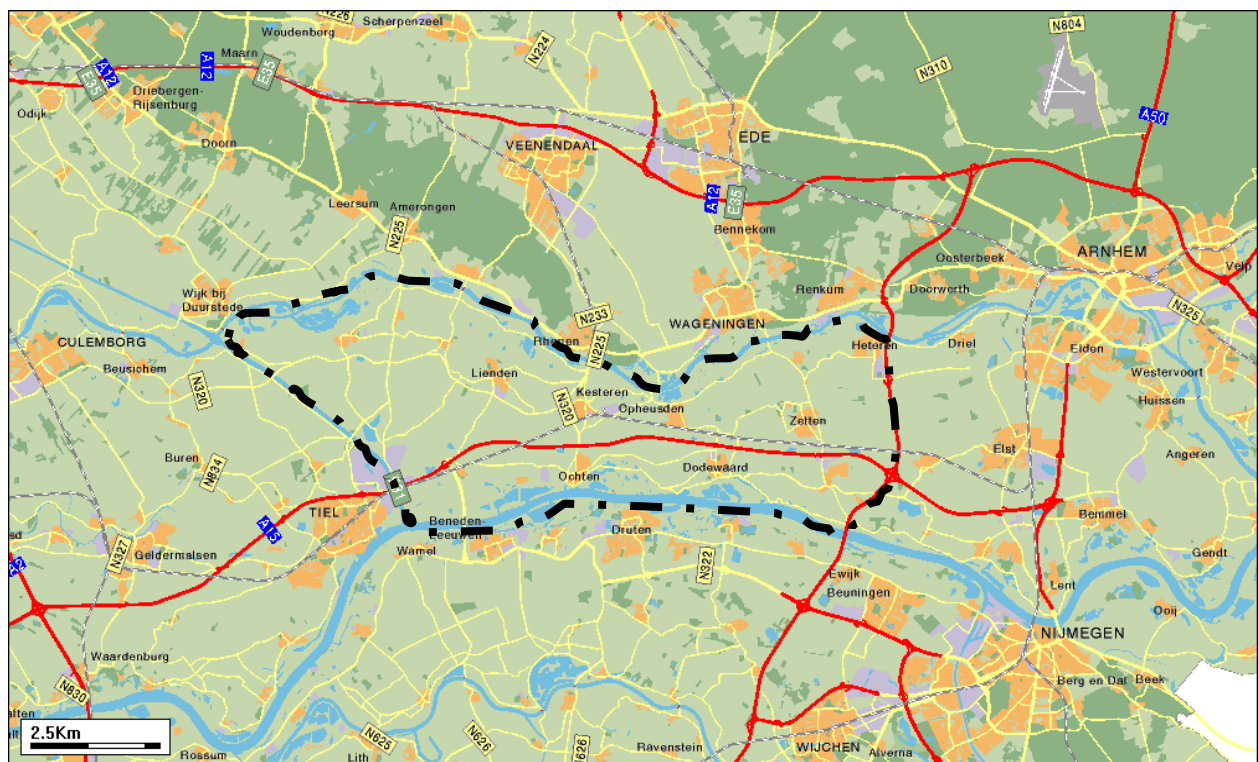 N226
Scherpenzeel
Woudenberg
N804
Maarn
N224
A12
A12
E35
E35
N310
Driebergen-
Rijsenburg
Odijk
A50
Doorn
VEENENDAAL
EDE
A12
E35
Leersum
Amerongen
Bennekom
N225
ARNHEM
Oosterbeek
Velp
Wijk bij
Duurstede
Renkum
Doorwerth
N325
N233
WAGENINGEN
CULEMBORG
Rhenen
N225
Heteren
Driel
Elden
Beusichem
Lienden
Westervoort
N320
Kesteren
N320
Opheusden
Huissen
Zetten
Buren
N834
Elst
Angeren
Ochten
Dodewaard
TIEL
A15
Beneden-
Leeuwen
Druten
Bemmel
N327
Geldermalsen
Wamel
Gendt
A2
N322
Ewijk
Beuningen
Lent
Ooij
NIJMEGEN
Waardenburg
N830
Berg en Dal
Beek
2.5Km
Rossum
N625
Lith
N626
N626
Ravenstein
WIJCHEN
Alverna